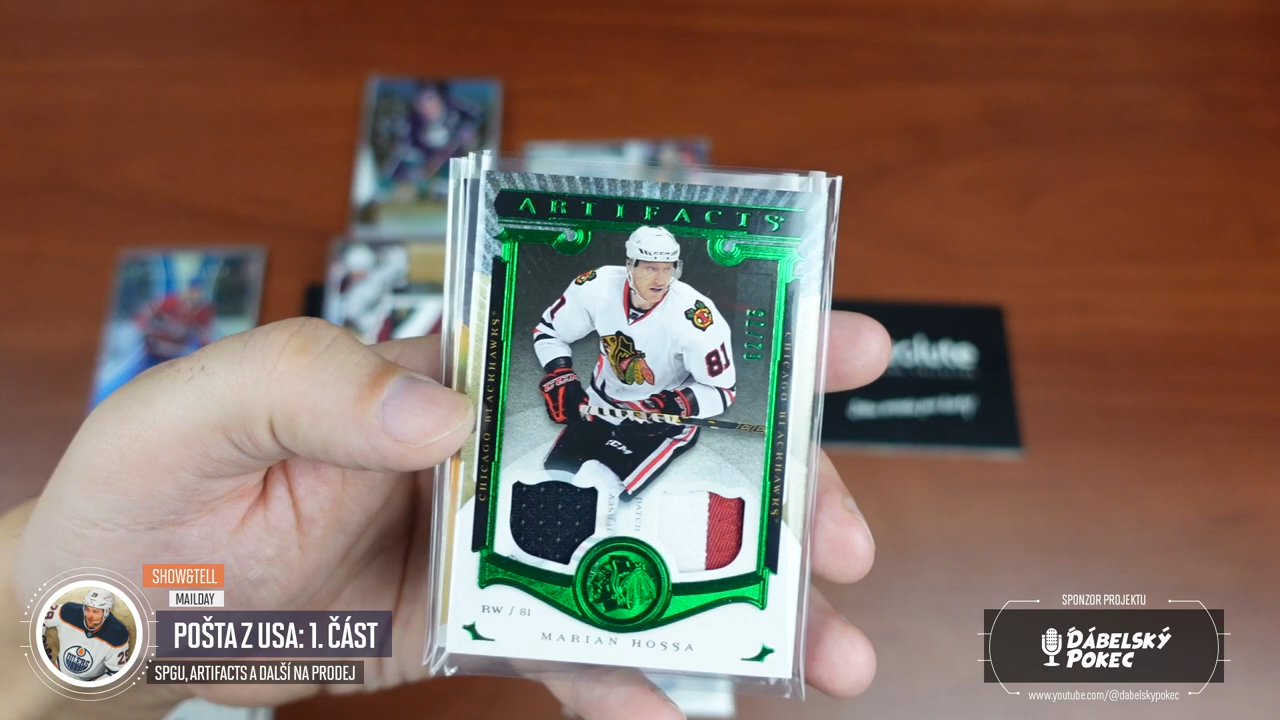 ARTIFACTS
CHICAGO BLACKHAWKS
CHICAGO BLACKHAWKS
81
CCM
PATCH
RW / 81
MARIAN HOSSA
SHOW&TELL
MAILDAY
POŠTA Z USA: 1. ČÁST
SPGU, ARTIFACTS A DALŠÍ NA PRODEJ
SPONZOR PROJEKTU
ĎÁBELSKÝ
POKEC
www.youtube.com/@dabelskypokec